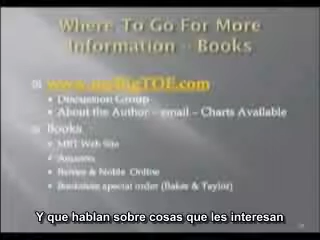 Where To Go For More
Information – Books
www.myBigTOE.com
Discussion Group
About the Author – email – Charts Available
Books
MBT Web Site
Amazon
Barnes & Noble Online
Bookstore special order (Baker & Taylor)
Y que hablan sobre cosas que les interesan